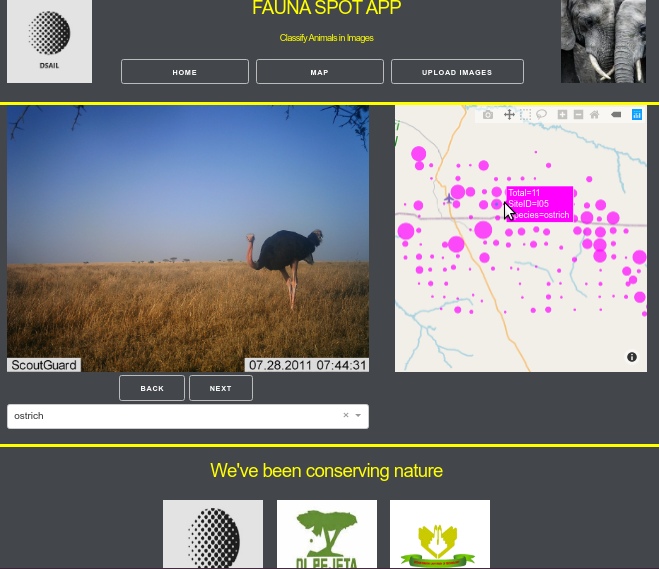 FAUNA SPOT APP
Classify Animals in Images
DSAIL
HOME
MAP
UPLOAD IMAGES
Total=11
SiteID=I05
species=ostrich
ScoutGuard
07.28.2011 07:44:31
BACK
NEXT
ostrich
We've been conserving nature
OL PEJETA